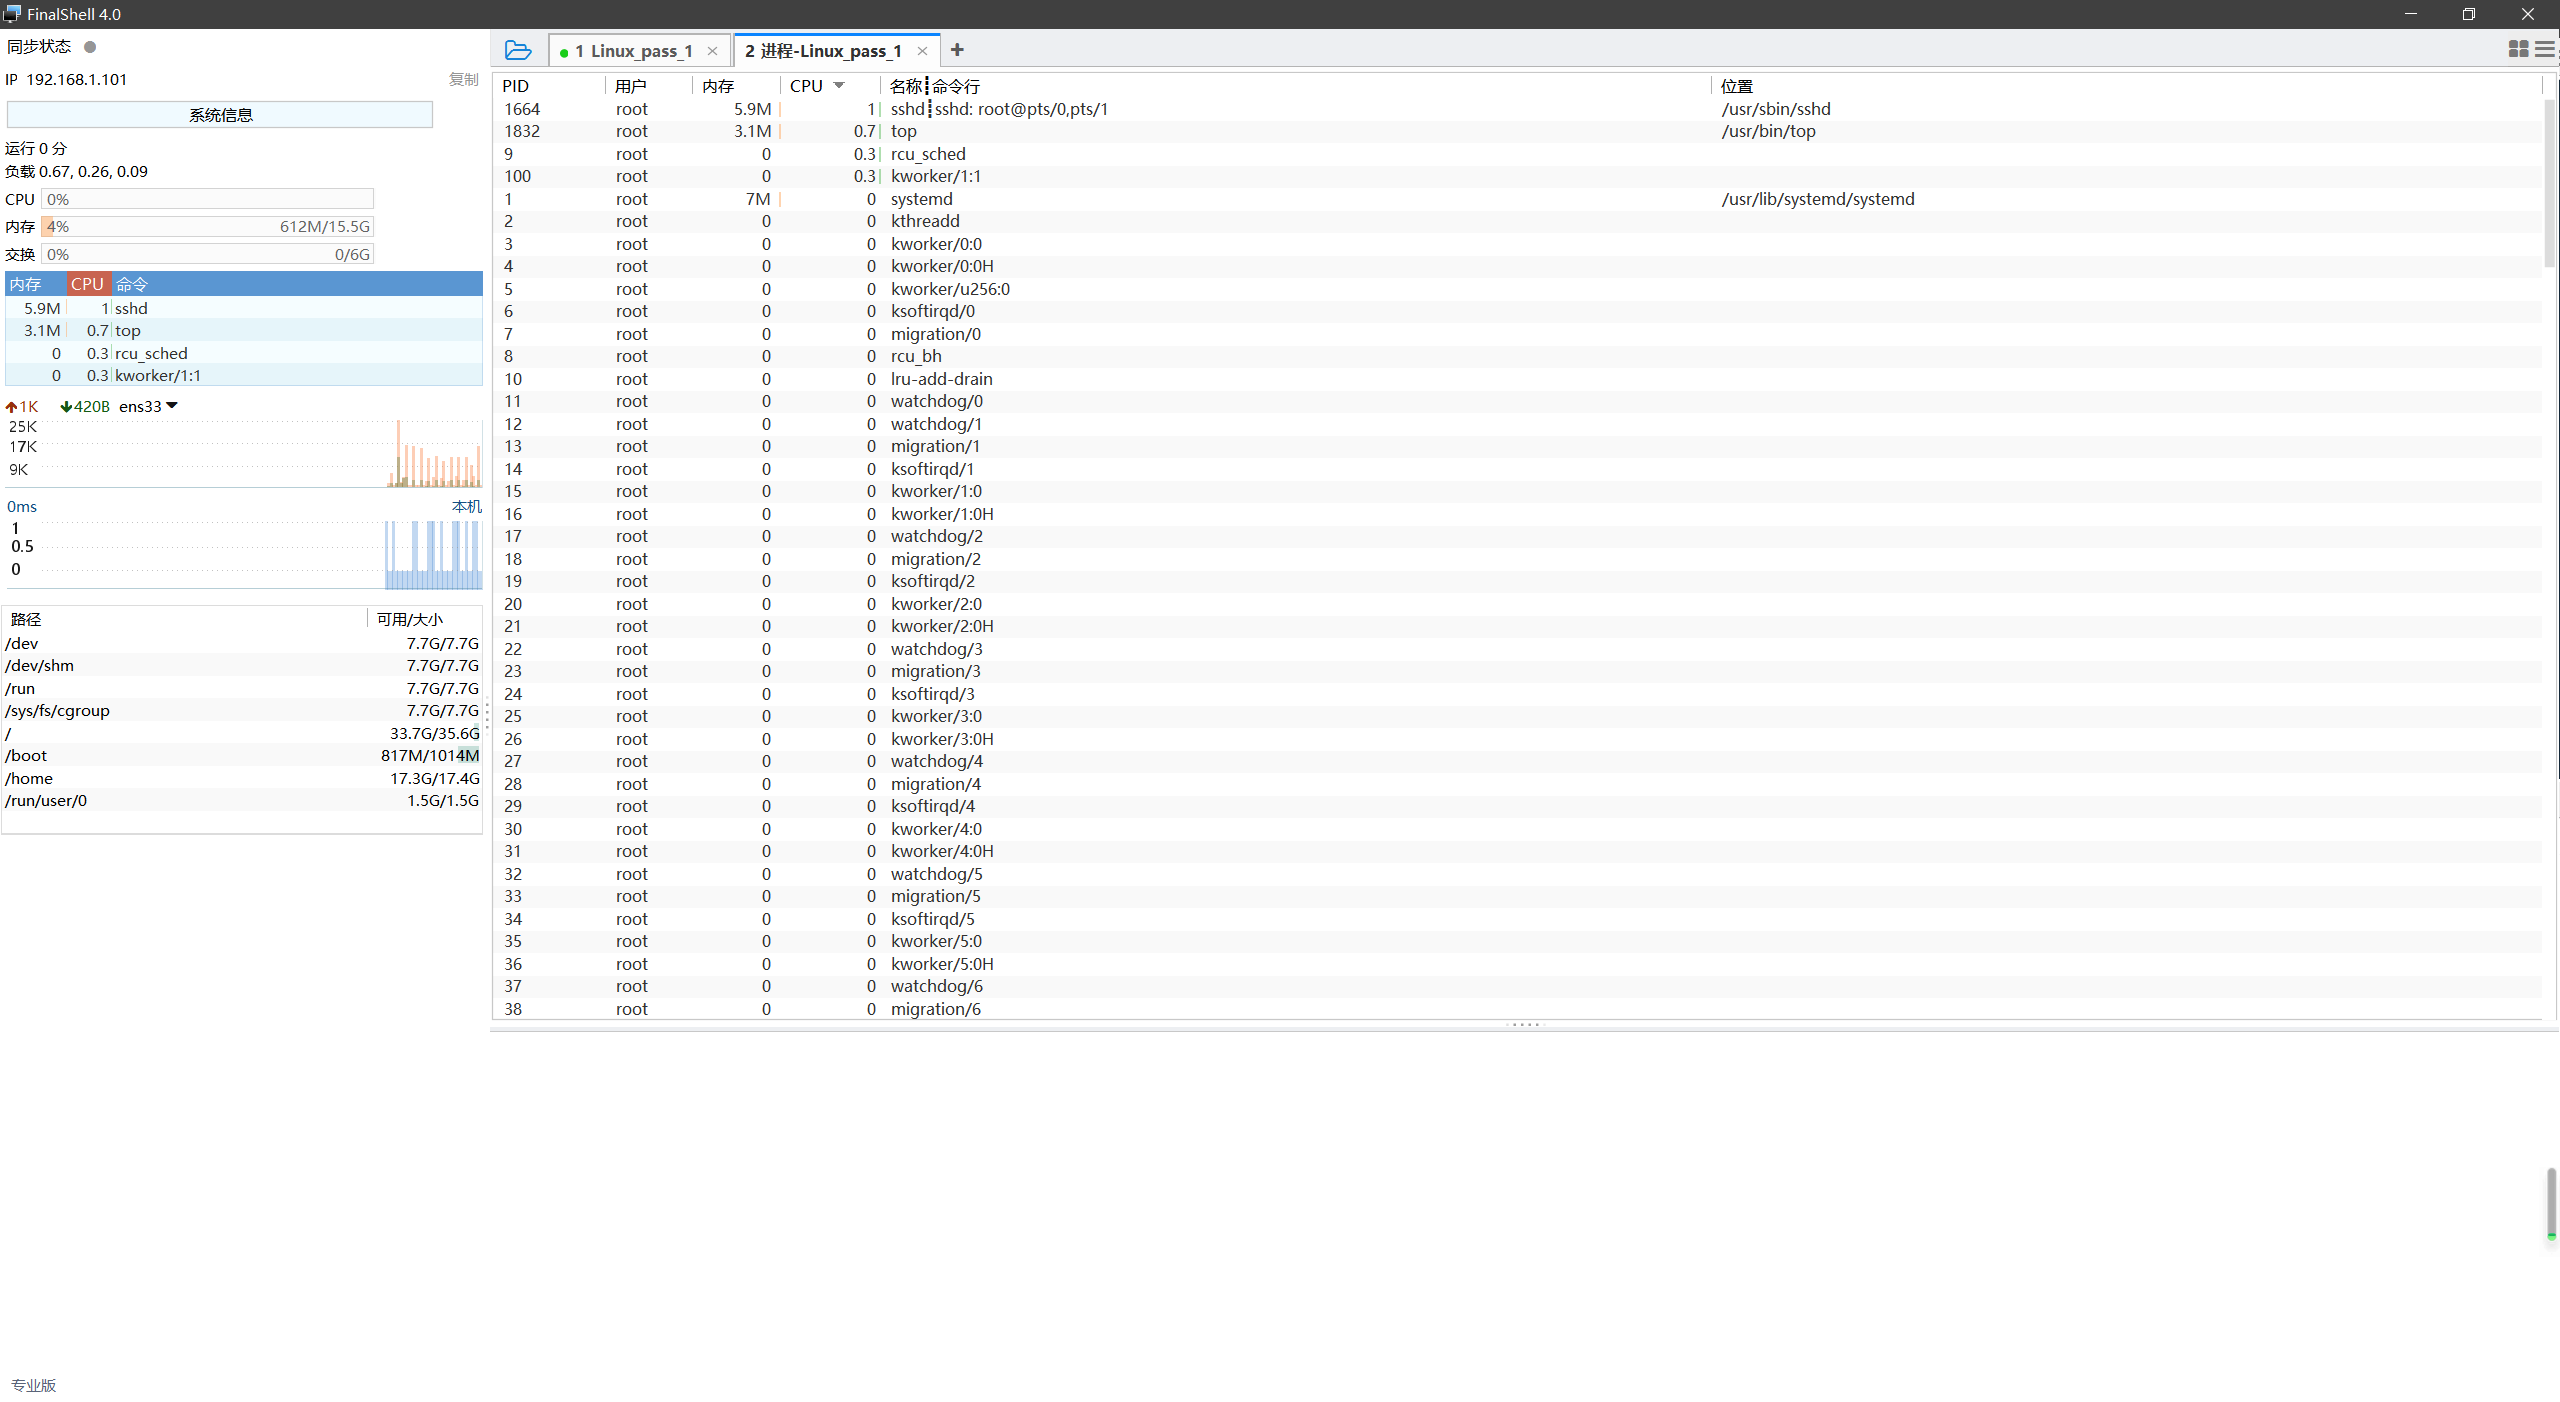 FinalShell 4.0
同步状态
IP 192.168.1.101 复制
系统信息
运行 0 分
负载 0.67, 0.26, 0.09
CPU 0%
内存 4% 612M/15.5G
交换 0% 0/6G
内存 CPU 命令
5.9M 1 sshd
3.1M 0.7 top
0 0.3 rcu_sched
0 0.3 kworker/1:1
1K 420B ens33
25K
17K
9K
0ms 本机
1
0.5
0
路径 可用/大小
/dev 7.7G/7.7G
/dev/shm 7.7G/7.7G
/run 7.7G/7.7G
/sys/fs/cgroup 7.7G/7.7G
/ 33.7G/35.6G
/boot 817M/1014M
/home 17.3G/17.4G
/run/user/0 1.5G/1.5G
专业版
1 Linux_pass_1 2 进程-Linux_pass_1
PID 用户 内存 CPU 名称┇命令行 位置
1664 root 5.9M 1 sshd┇sshd: root@pts/0,pts/1 /usr/sbin/sshd
1832 root 3.1M 0.7 top /usr/bin/top
9 root 0 0.3 rcu_sched
100 root 0 0.3 kworker/1:1
1 root 7M 0 systemd /usr/lib/systemd/systemd
2 root 0 0 kthreadd
3 root 0 0 kworker/0:0
4 root 0 0 kworker/0:0H
5 root 0 0 kworker/u256:0
6 root 0 0 ksoftirqd/0
7 root 0 0 migration/0
8 root 0 0 rcu_bh
10 root 0 0 lru-add-drain
11 root 0 0 watchdog/0
12 root 0 0 watchdog/1
13 root 0 0 migration/1
14 root 0 0 ksoftirqd/1
15 root 0 0 kworker/1:0
16 root 0 0 kworker/1:0H
17 root 0 0 watchdog/2
18 root 0 0 migration/2
19 root 0 0 ksoftirqd/2
20 root 0 0 kworker/2:0
21 root 0 0 kworker/2:0H
22 root 0 0 watchdog/3
23 root 0 0 migration/3
24 root 0 0 ksoftirqd/3
25 root 0 0 kworker/3:0
26 root 0 0 kworker/3:0H
27 root 0 0 watchdog/4
28 root 0 0 migration/4
29 root 0 0 ksoftirqd/4
30 root 0 0 kworker/4:0
31 root 0 0 kworker/4:0H
32 root 0 0 watchdog/5
33 root 0 0 migration/5
34 root 0 0 ksoftirqd/5
35 root 0 0 kworker/5:0
36 root 0 0 kworker/5:0H
37 root 0 0 watchdog/6
38 root 0 0 migration/6